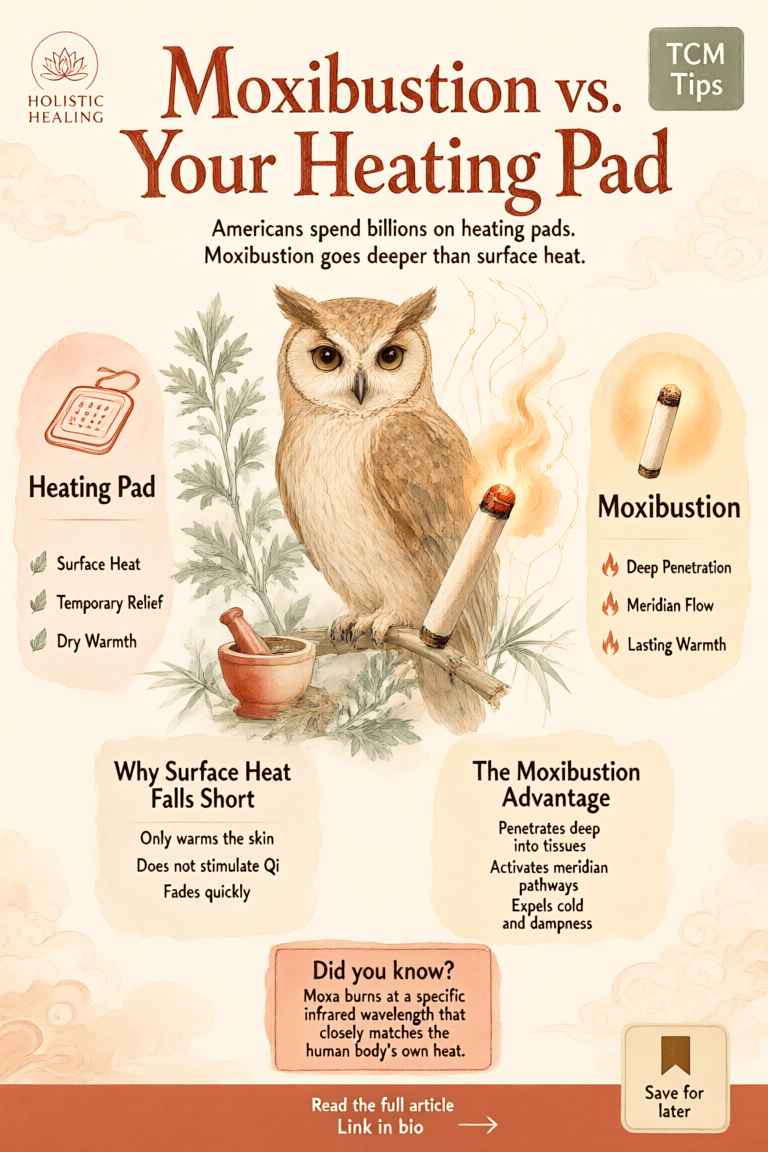 HOLISTIC
HEALING
TCM
Tips
Moxibustion vs.
Your Heating Pad
Americans spend billions on heating pads.
Moxibustion goes deeper than surface heat.
Heating Pad
Surface Heat
Temporary Relief
Dry Warmth
Moxibustion
Deep Penetration
Meridian Flow
Lasting Warmth
Why Surface Heat
Falls Short
Only warms the skin
Does not stimulate Qi
Fades quickly
The Moxibustion
Advantage
Penetrates deep
into tissues
Activates meridian
pathways
Expels cold
and dampness
Did you know?
Moxa burns at a specific
infrared wavelength that
closely matches the
human body's own heat.
Read the full article
Link in bio
Save for
later